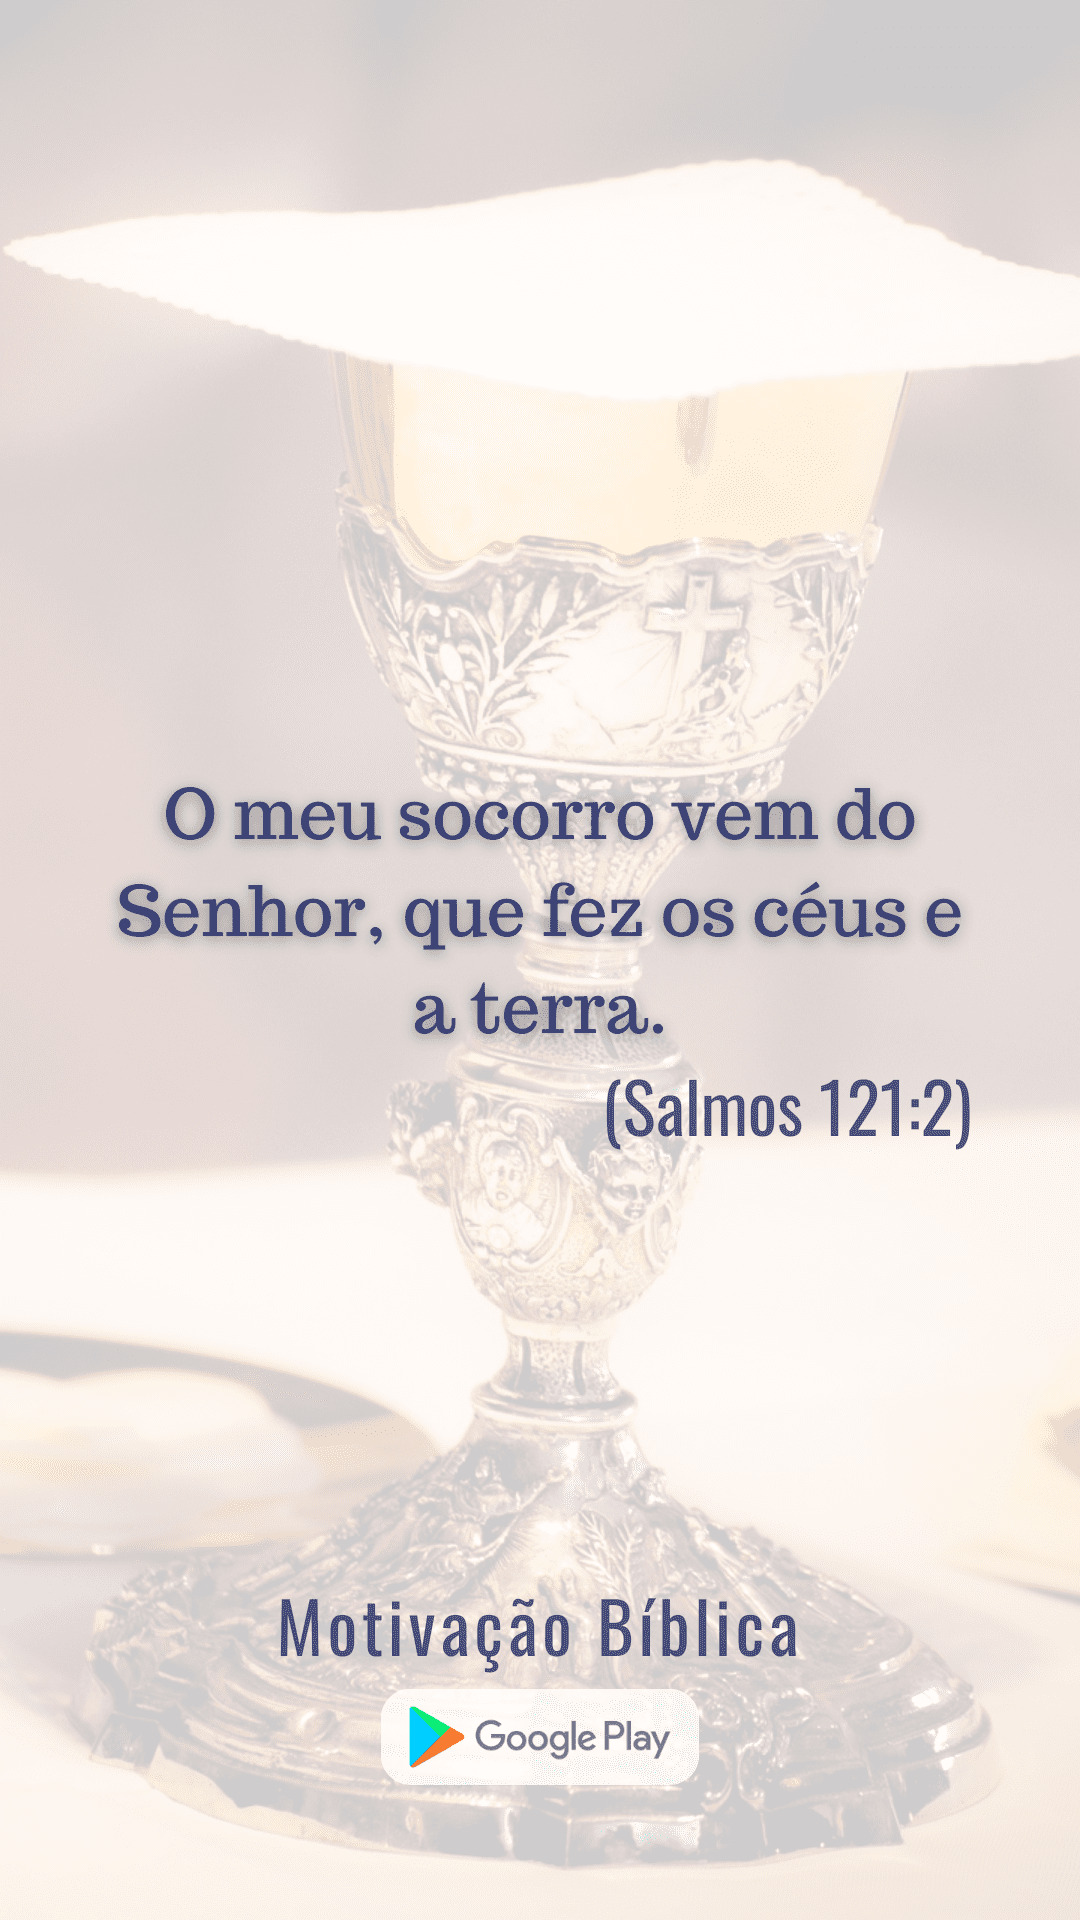 O meu socorro vem do
Senhor, que fez os céus e
a terra.
(Salmos 121:2)
Motivação Bíblica
Google Play